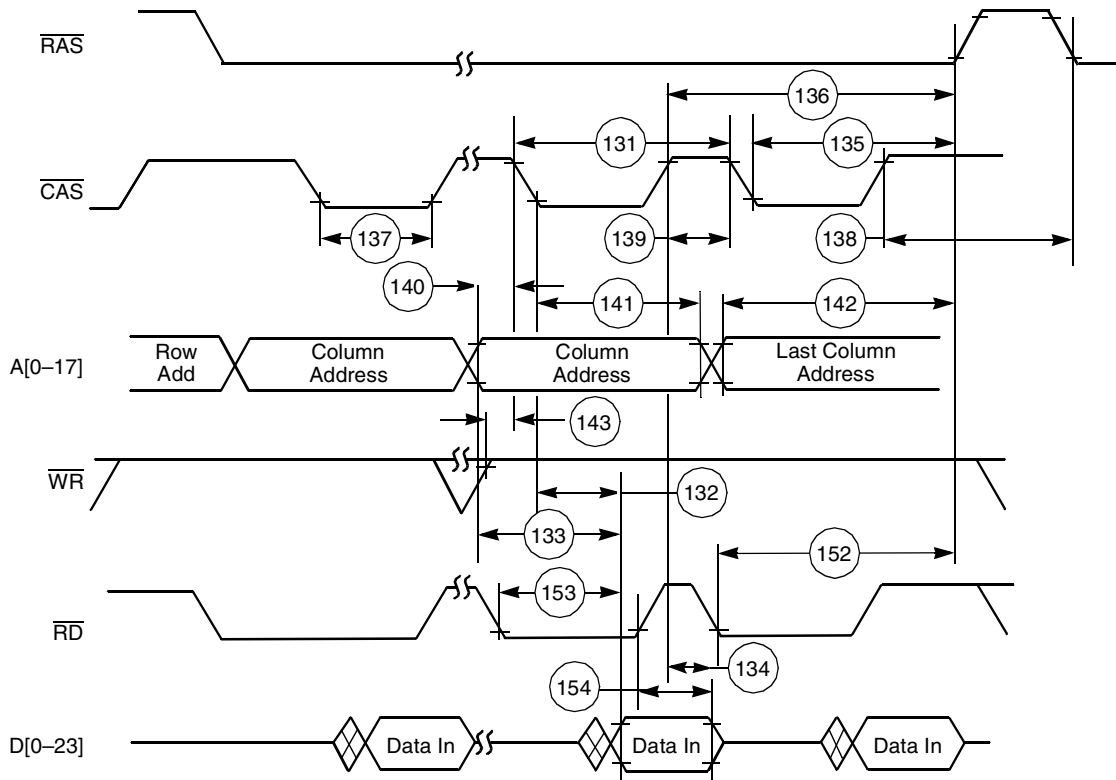 RAS
136
131
135
CAS
137
139
138
140
141
142
A[0–17]
Row
Add
Column
Address
Column
Address
Last Column
Address
143
WR
132
133
152
153
RD
134
154
D[0–23]
Data In
Data In
Data In